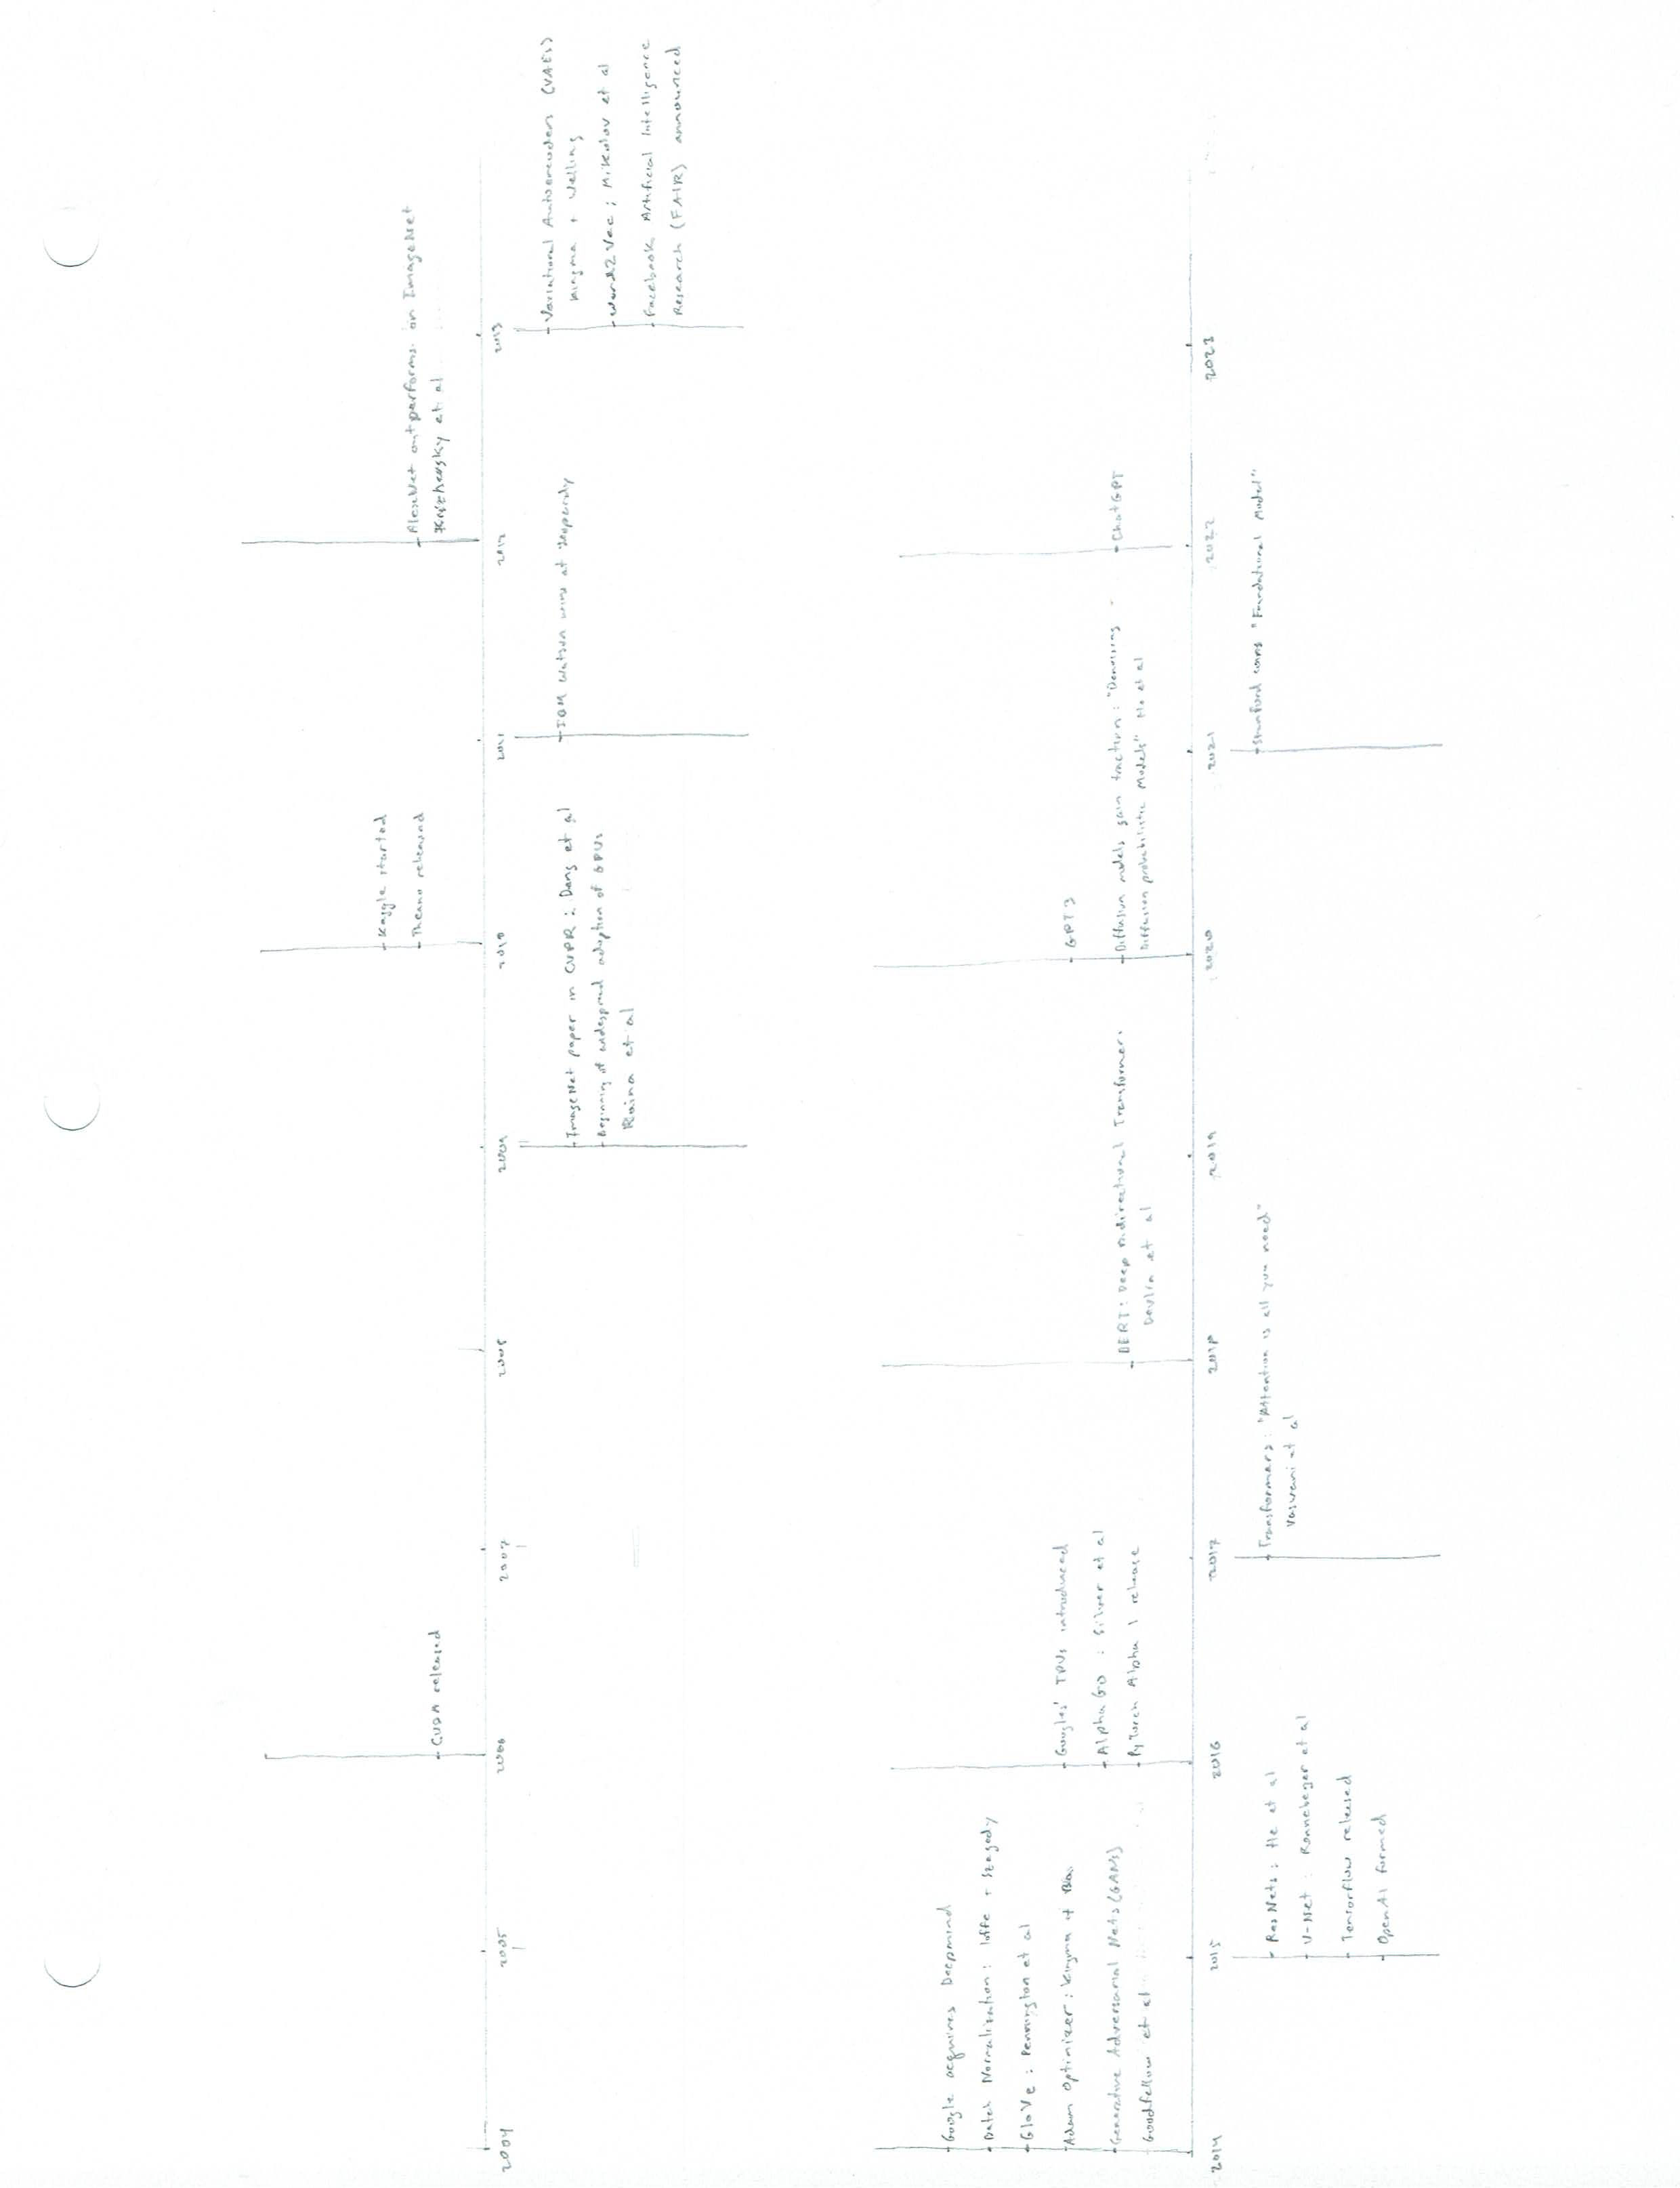 CUDA released
Kaggle started
Theano released
AlexNet outperforms on ImageNet
Krizhevsky et al
2004 2005 2006 2007 2008 2009 2010 2011 2012 2013
ImageNet paper in CVPR : Deng et al
Beginning of widespread adoption of GPUs
Raina et al
IBM Watson wins at Jeopardy
Variational Autoencoders (VAEs)
Kingma + Welling
Word2Vec ; Mikolov et al
Facebook Artificial Intelligence
Research (FAIR) announced
Google acquires Deepmind
Batch Normalization : Ioffe + Szegedy
GloVe : Pennington et al
Adam Optimizer : Kingma + Ba
Generative Adversarial Nets (GANs)
Goodfellow et al
Googles' TPUs introduced
AlphaGo : Silver et al
PyTorch Alpha 1 release
BERT: Deep Bidirectional Transformer.
Devlin et al
GPT3
Diffusion models gain traction : "Denoising -
Diffusion probabilistic Models" Ho et al
ChatGPT
2014 2015 2016 2017 2018 2019 2020 2021 2022 2023
ResNets : He et al
U-Net : Ronneberger et al
Tensorflow released
OpenAI formed
Transformers : "Attention is all you need"
Vaswani et al
Stanford coins "Foundational Model"